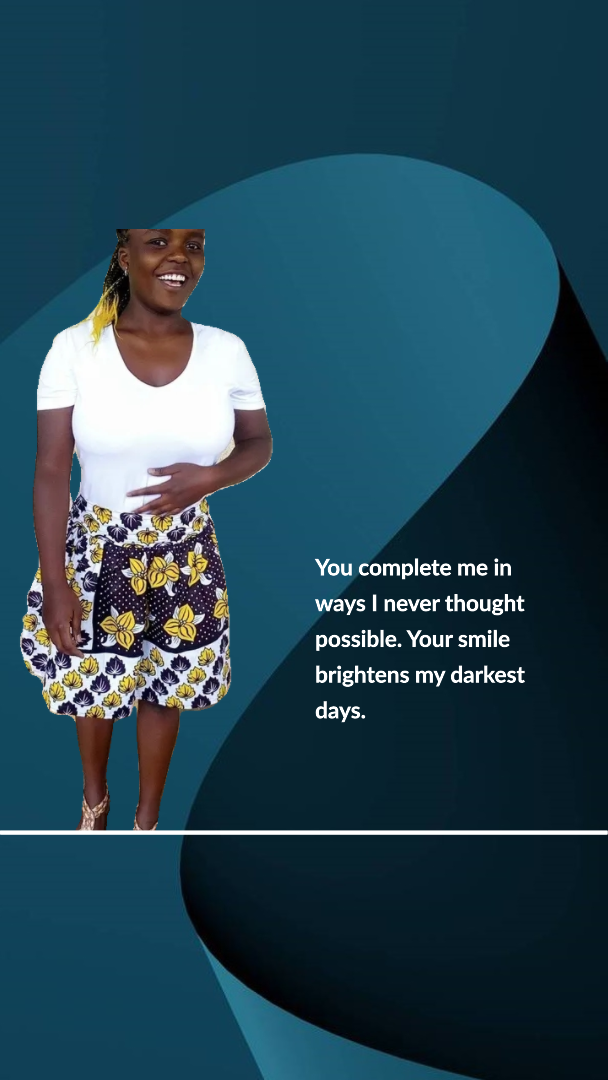 You complete me in
ways I never thought
possible. Your smile
brightens my darkest
days.